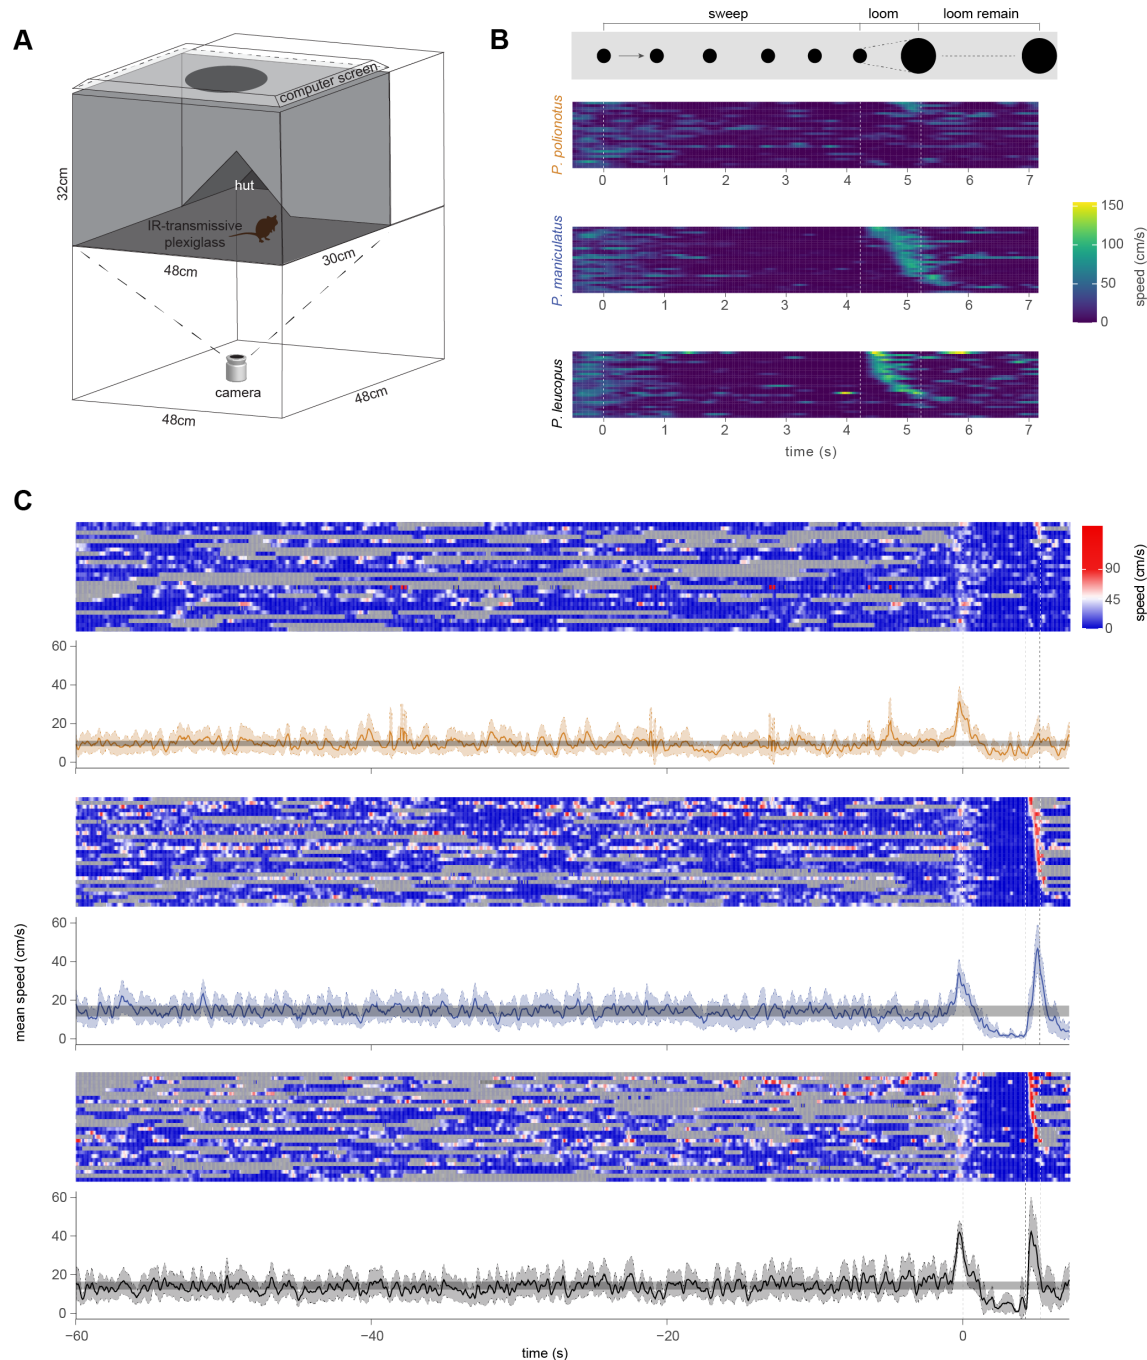 A
computer screen
32cm
hut
IR-transmissive
plexiglass
48cm
30cm
camera
48cm
48cm
B
sweep loom loom remain
P. polionotus
0 1 2 3 4 5 6 7
P. maniculatus
0 1 2 3 4 5 6 7
P. leucopus
0 1 2 3 4 5 6 7
time (s)
150
100
50
0
speed (cm/s)
C
90
45
0
speed (cm/s)
60
40
20
0
60
40
20
0
mean speed (cm/s)
60
40
20
0
−60 −40 −20 0
time (s)